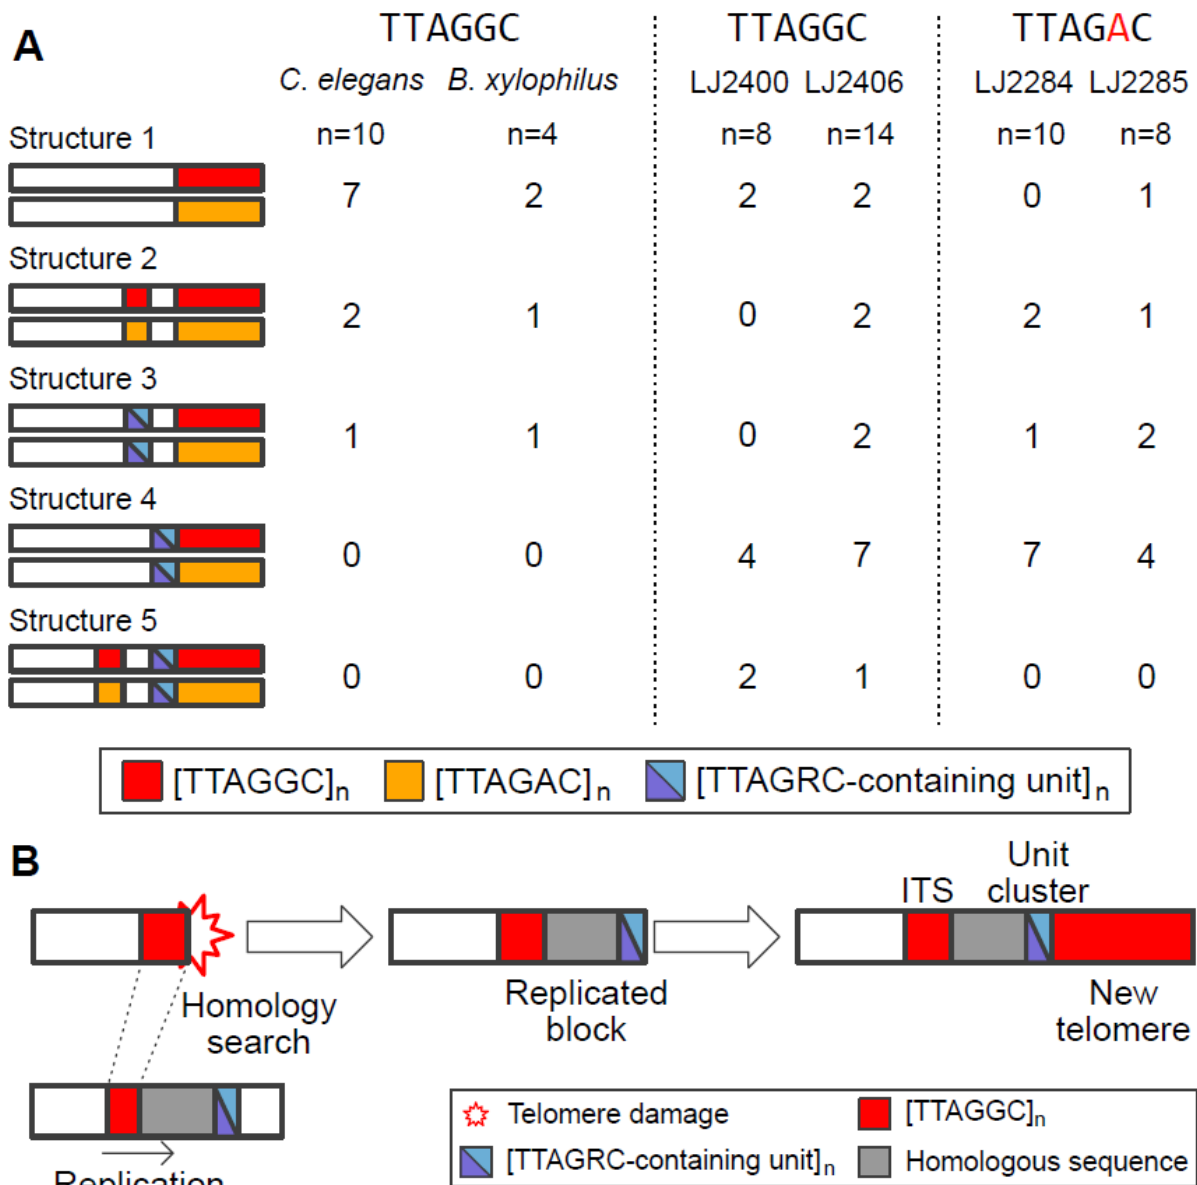 A
TTAGGC TTAGGC TTAGAC
C. elegans B. xylophilus LJ2400 LJ2406 LJ2284 LJ2285
n=10 n=4 n=8 n=14 n=10 n=8
Structure 1
7 2 2 2 0 1
Structure 2
2 1 0 2 2 1
Structure 3
1 1 0 2 1 2
Structure 4
0 0 4 7 7 4
Structure 5
0 0 2 1 0 0
[TTAGGC]n [TTAGAC]n [TTAGRC-containing unit]n
B
Homology
search
Replication
Replicated
block
ITS
Unit
cluster
New
telomere
Telomere damage
[TTAGGC]n
[TTAGRC-containing unit]n
Homologous sequence